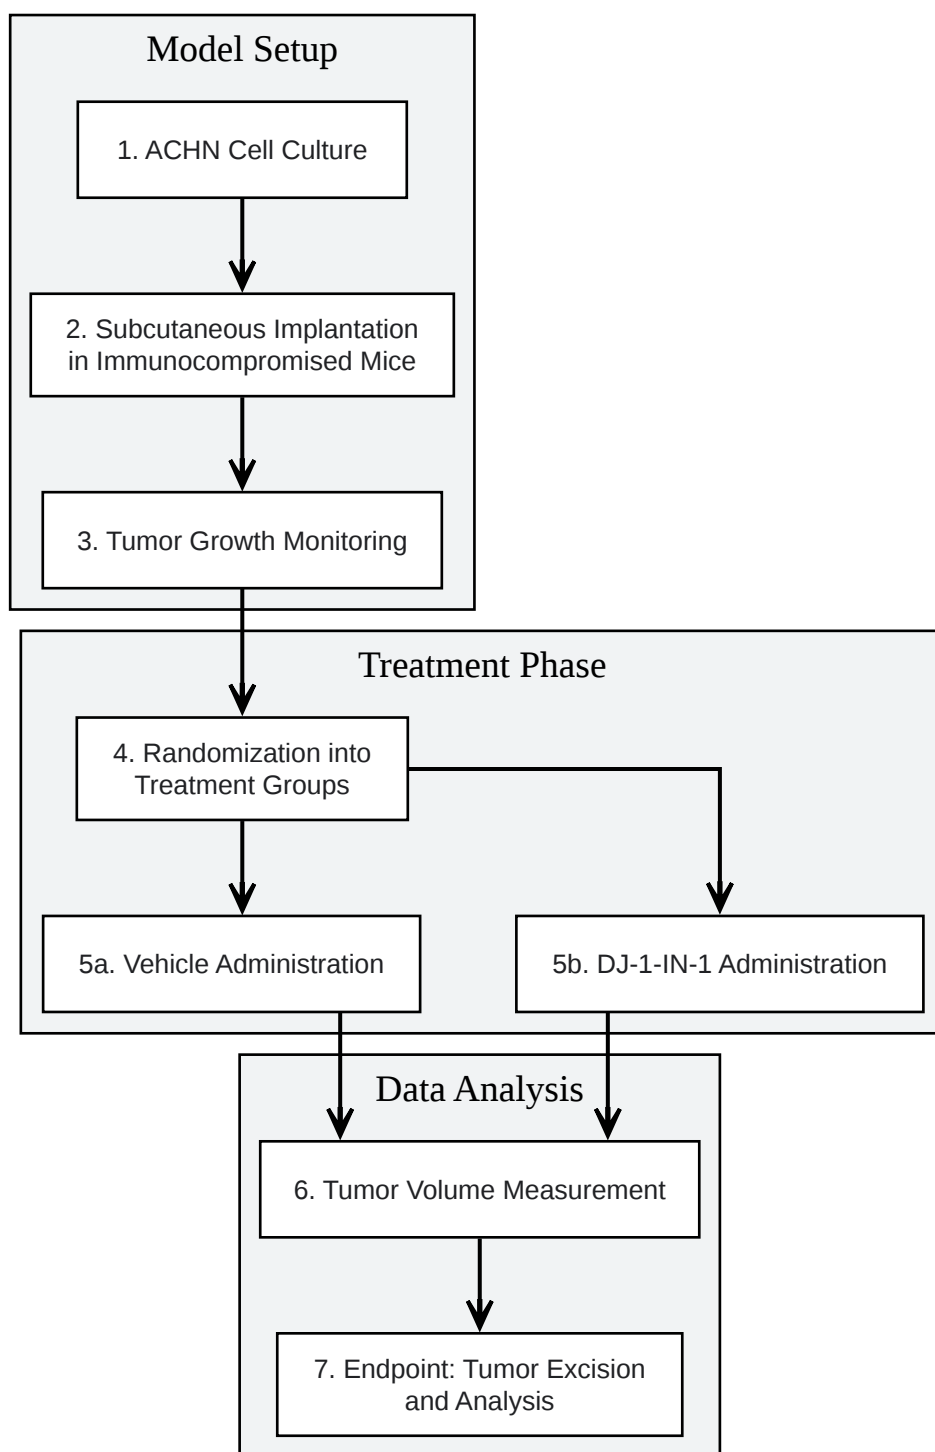 Model Setup
1. ACHN Cell Culture
2. Subcutaneous Implantation
in Immunocompromised Mice
3. Tumor Growth Monitoring
Treatment Phase
4. Randomization into
Treatment Groups
5a. Vehicle Administration
5b. DJ-1-IN-1 Administration
Data Analysis
6. Tumor Volume Measurement
7. Endpoint: Tumor Excision
and Analysis